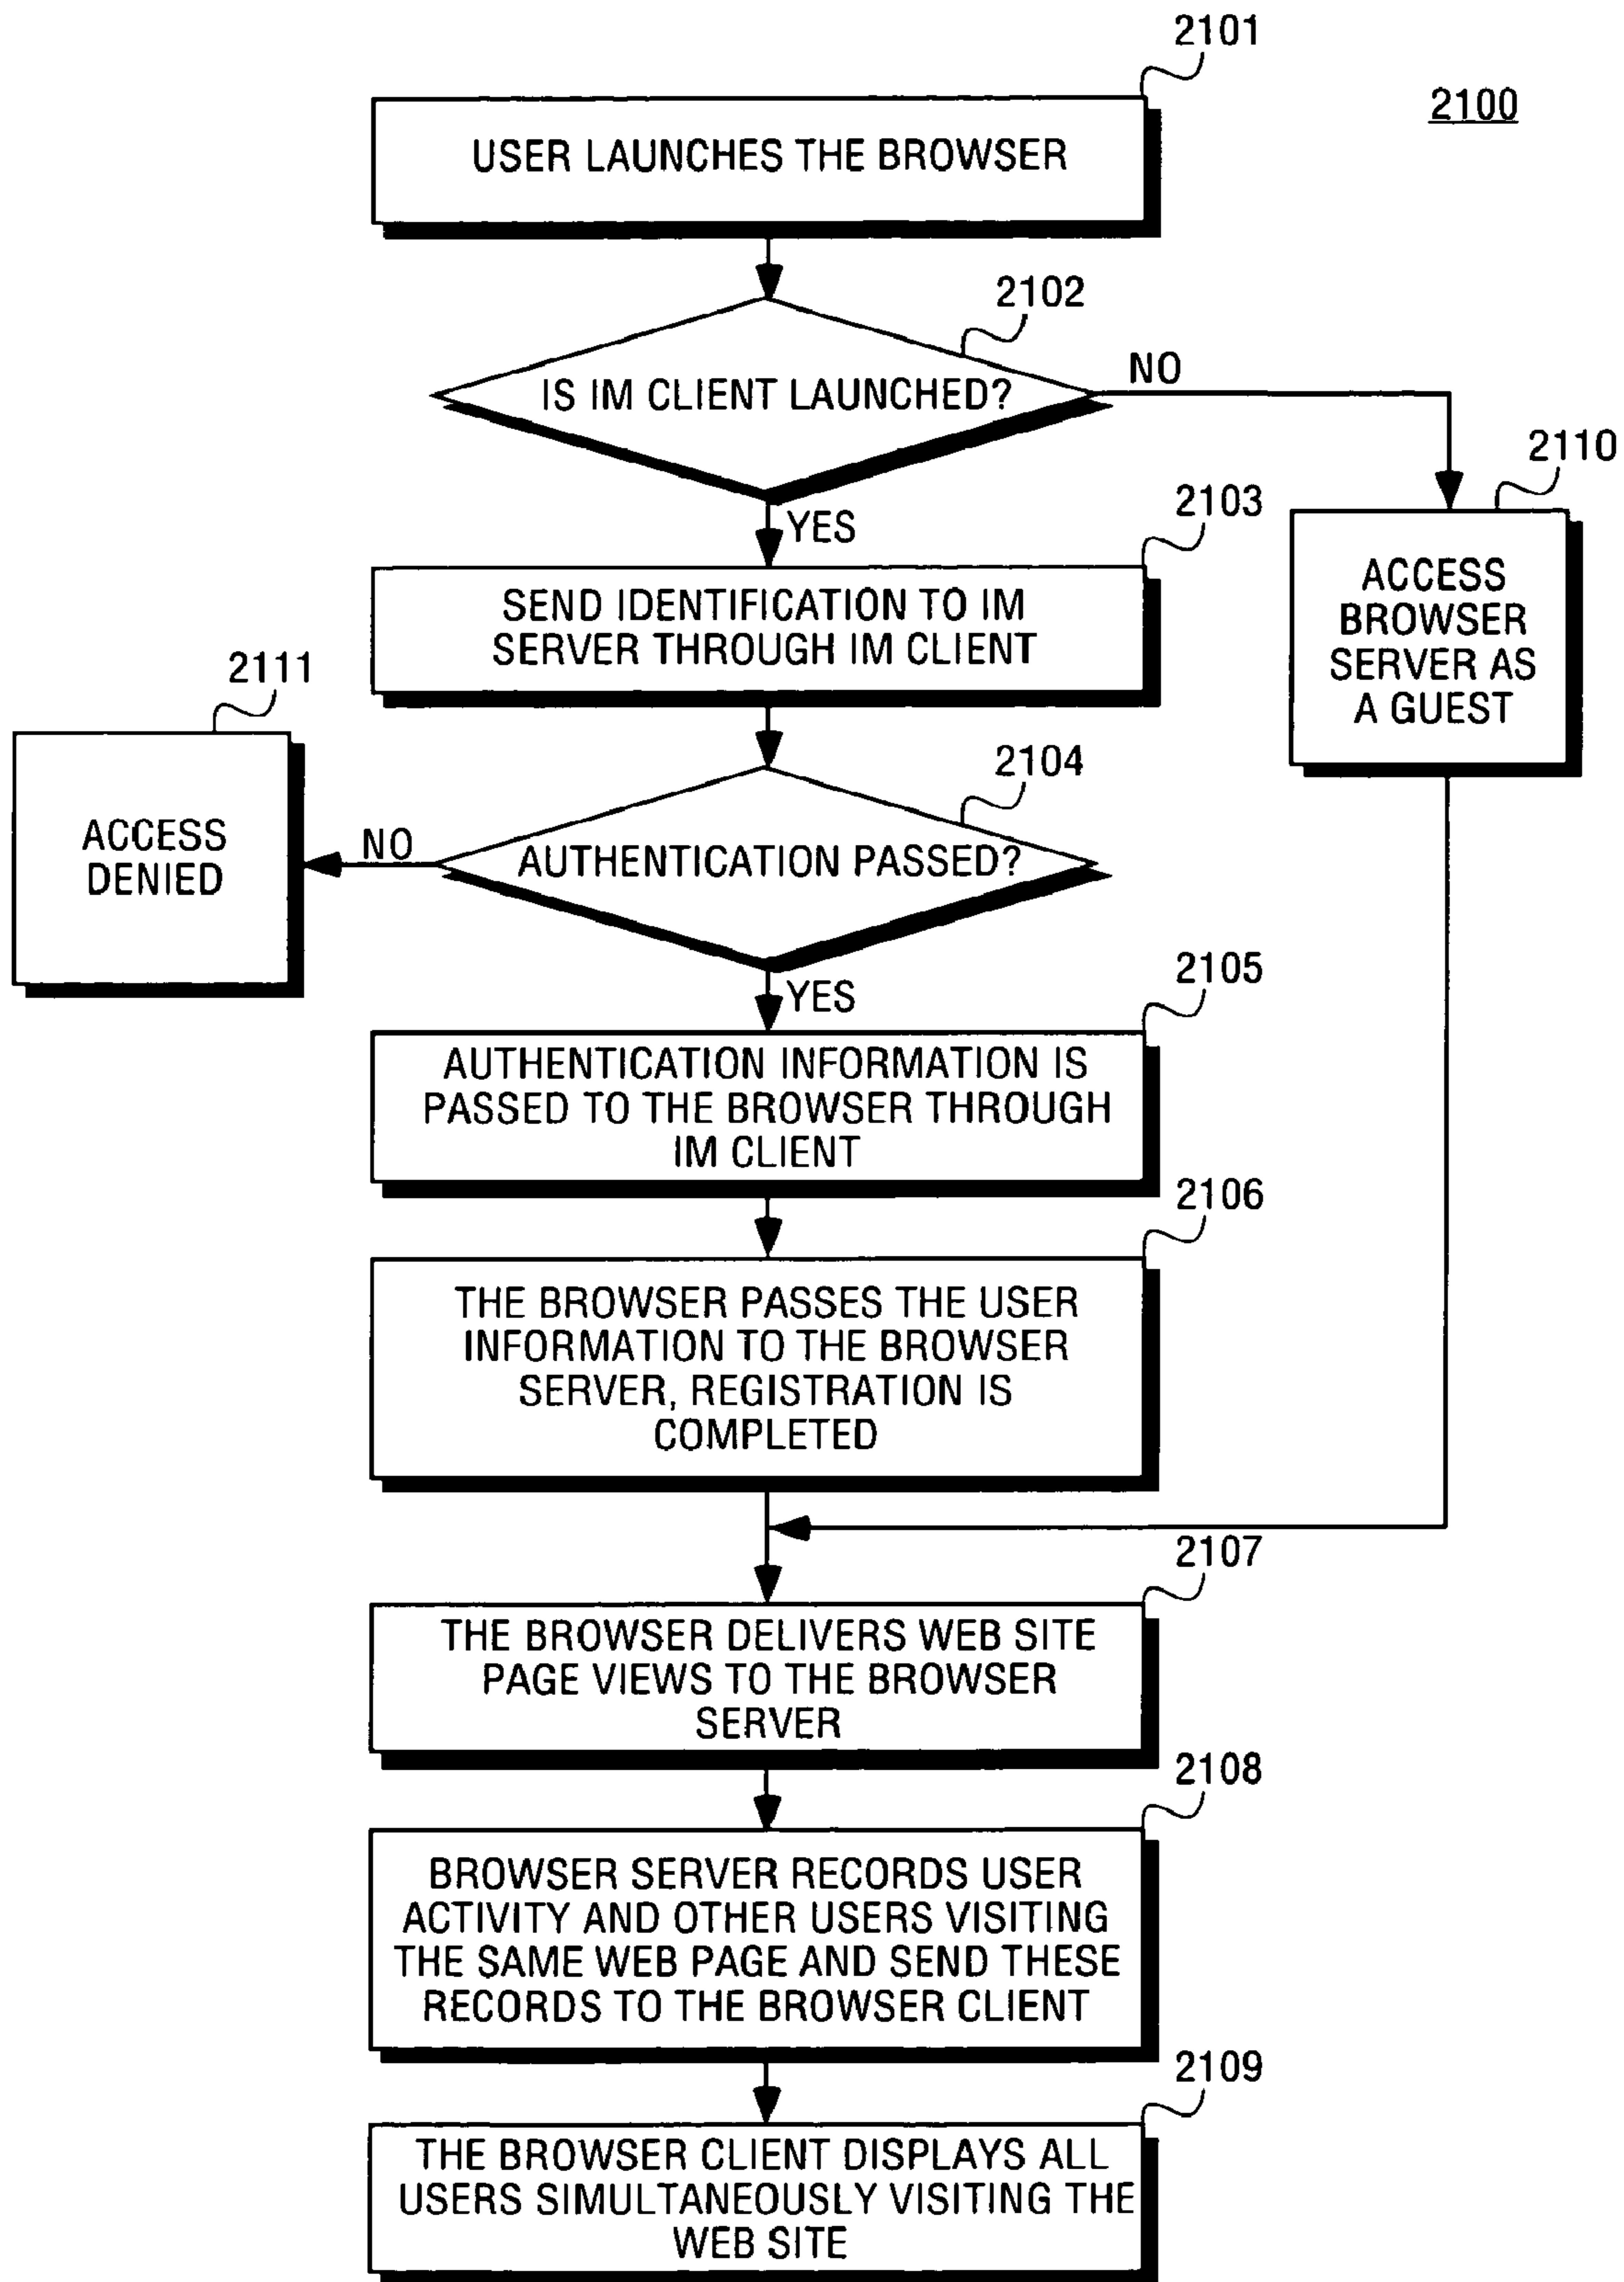 2101
2100
USER LAUNCHES THE BROWSER
2102
IS IM CLIENT LAUNCHED?
NO
2110
ACCESS
BROWSER
SERVER AS
A GUEST
YES
2103
SEND IDENTIFICATION TO IM
SERVER THROUGH IM CLIENT
2111
ACCESS
DENIED
2104
AUTHENTICATION PASSED?
NO
YES
2105
AUTHENTICATION INFORMATION IS
PASSED TO THE BROWSER THROUGH
IM CLIENT
2106
THE BROWSER PASSES THE USER
INFORMATION TO THE BROWSER
SERVER, REGISTRATION IS
COMPLETED
2107
THE BROWSER DELIVERS WEB SITE
PAGE VIEWS TO THE BROWSER
SERVER
2108
BROWSER SERVER RECORDS USER
ACTIVITY AND OTHER USERS VISITING
THE SAME WEB PAGE AND SEND THESE
RECORDS TO THE BROWSER CLIENT
2109
THE BROWSER CLIENT DISPLAYS ALL
USERS SIMULTANEOUSLY VISITING THE
WEB SITE